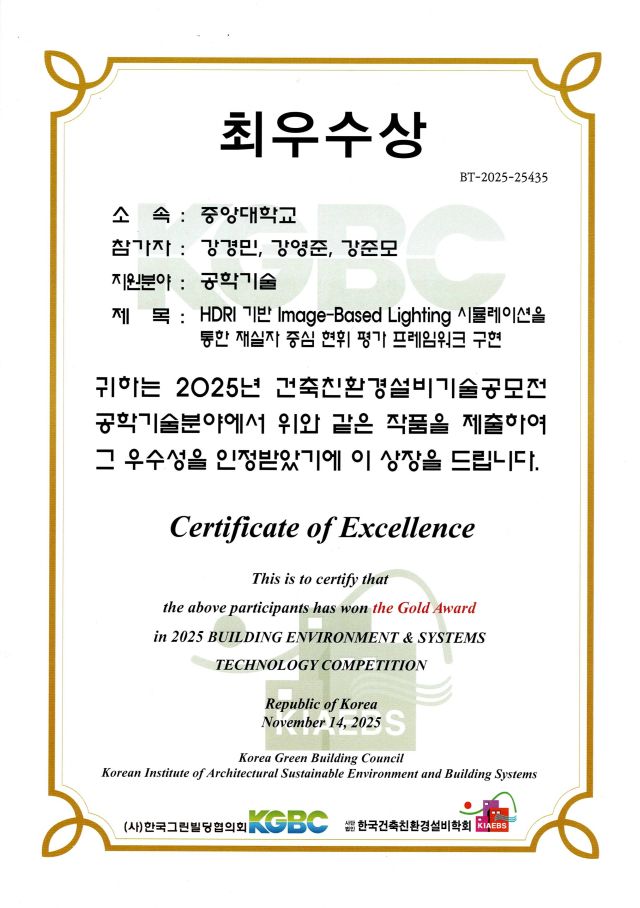 최우수상
BT-2025-25435
소 속 : 중앙대학교
참가자 : 강경민, 강영준, 강준모
지원분야 : 공학기술
제 목 : HDRI 기반 Image-Based Lighting 시뮬레이션을
통한 재실자 중심 현휘 평가 프레임워크 구현
귀하는 2025년 건축친환경설비기술공모전
공학기술분야에서 위와 같은 작품을 제출하여
그 우수성을 인정받았기에 이 상장을 드립니다.
Certificate of Excellence
This is to certify that
the above participants has won the Gold Award
in 2025 BUILDING ENVIRONMENT & SYSTEMS
TECHNOLOGY COMPETITION
Republic of Korea
November 14, 2025
Korea Green Building Council
Korean Institute of Architectural Sustainable Environment and Building Systems
(사)한국그린빌딩협의회 KGBC 사단법인 한국건축친환경설비학회 KIAEBS
KGBC
KIAEBS